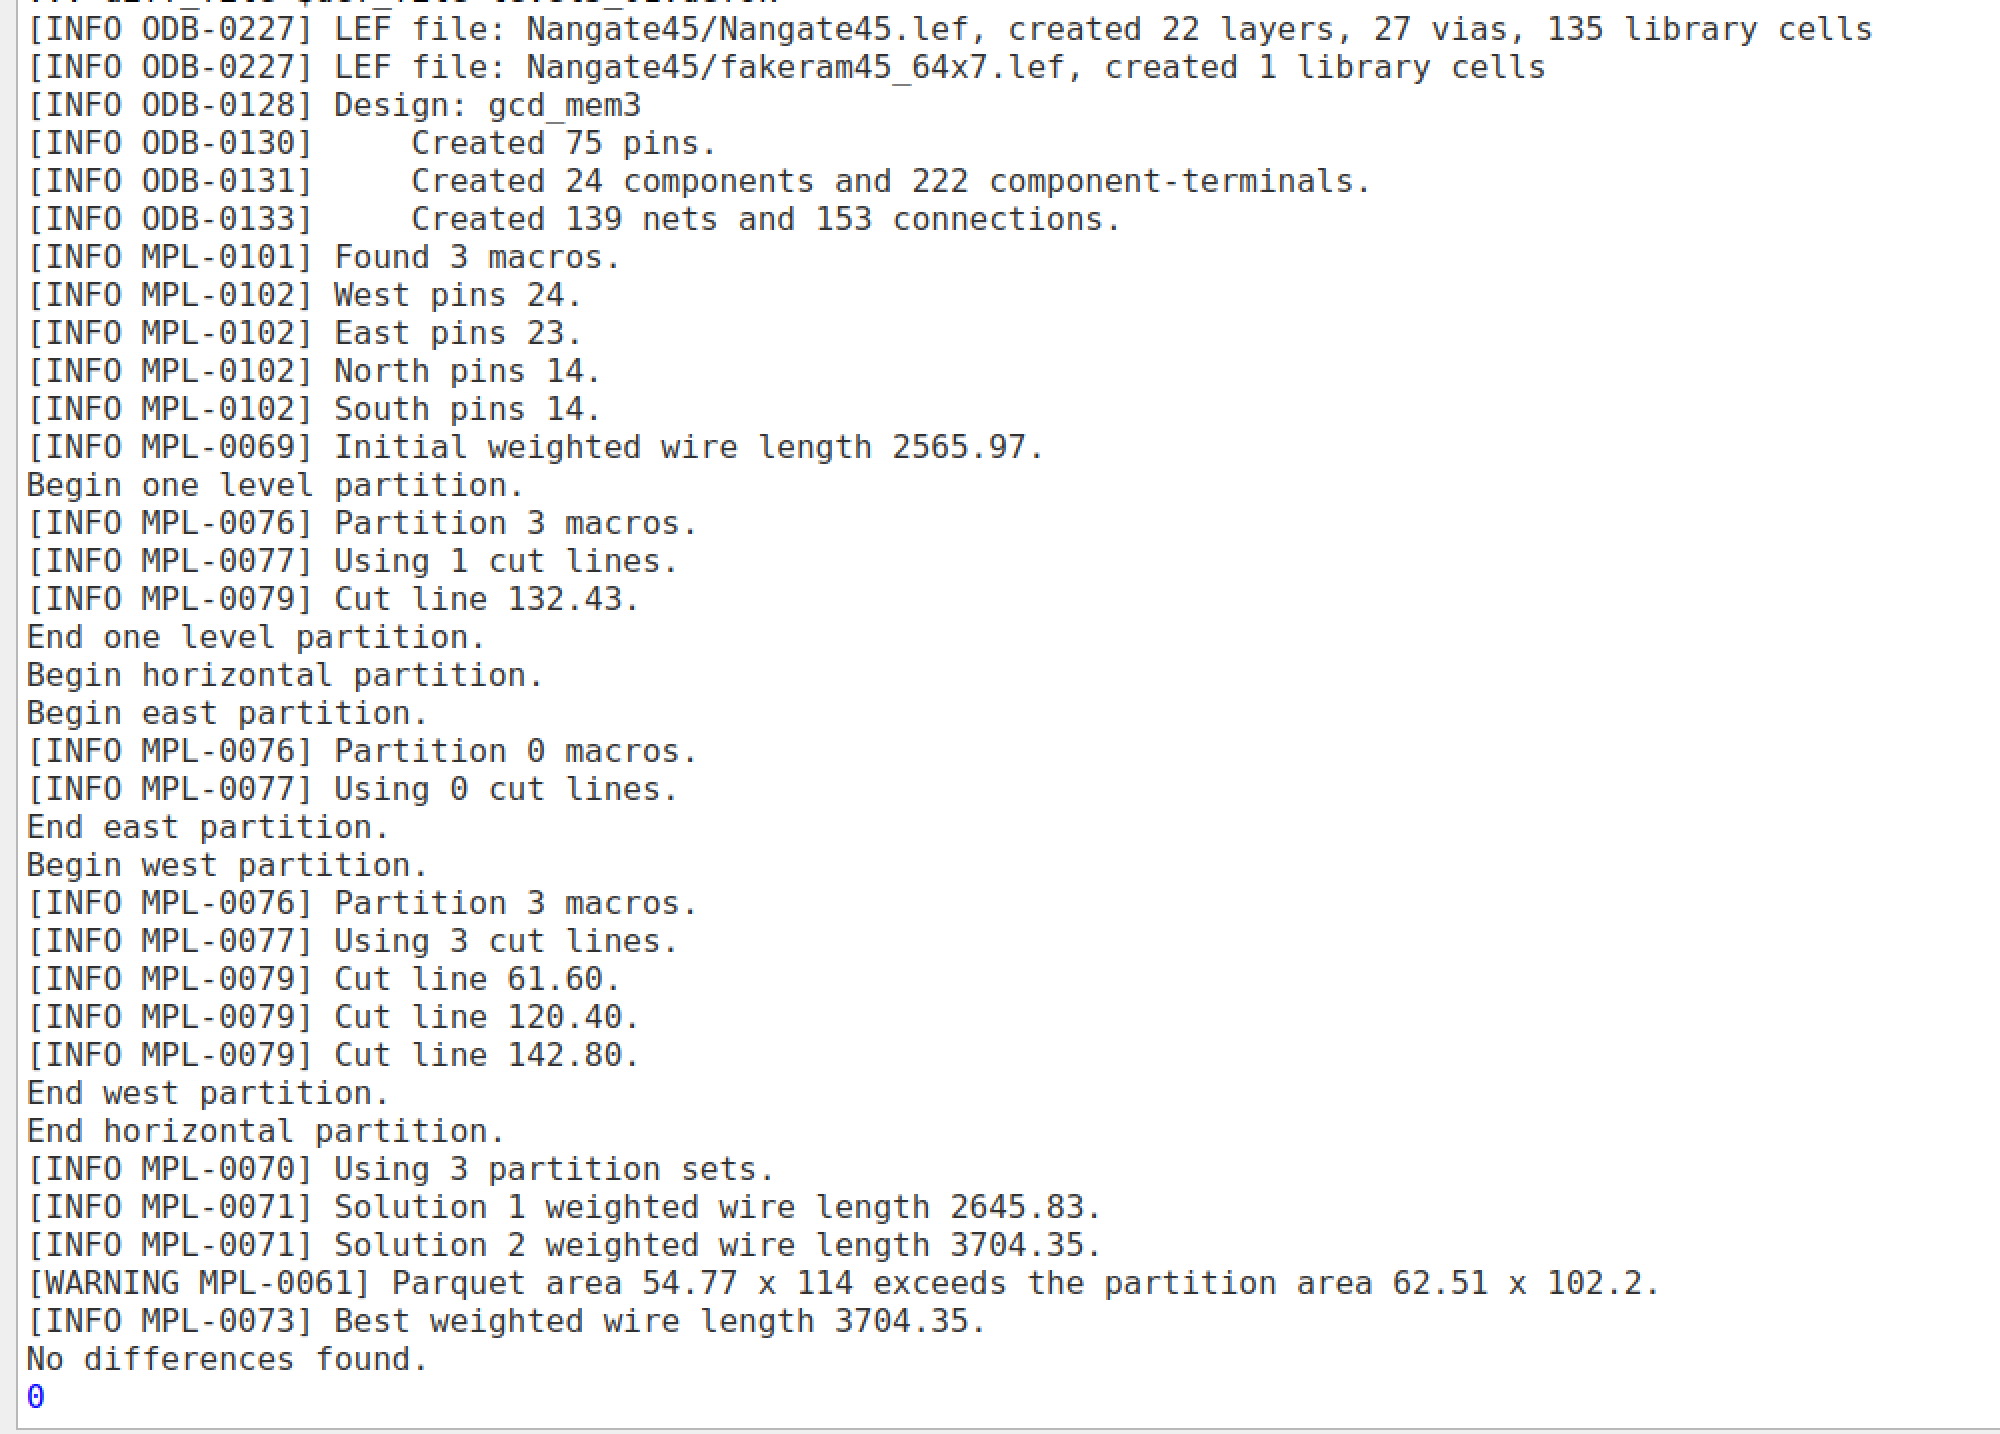 [INFO ODB-0227] LEF file: Nangate45/Nangate45.lef, created 22 layers, 27 vias, 135 library cells
[INFO ODB-0227] LEF file: Nangate45/fakeram45_64x7.lef, created 1 library cells
[INFO ODB-0128] Design: gcd_mem3
[INFO ODB-0130]     Created 75 pins.
[INFO ODB-0131]     Created 24 components and 222 component-terminals.
[INFO ODB-0133]     Created 139 nets and 153 connections.
[INFO MPL-0101] Found 3 macros.
[INFO MPL-0102] West pins 24.
[INFO MPL-0102] East pins 23.
[INFO MPL-0102] North pins 14.
[INFO MPL-0102] South pins 14.
[INFO MPL-0069] Initial weighted wire length 2565.97.
Begin one level partition.
[INFO MPL-0076] Partition 3 macros.
[INFO MPL-0077] Using 1 cut lines.
[INFO MPL-0079] Cut line 132.43.
End one level partition.
Begin horizontal partition.
Begin east partition.
[INFO MPL-0076] Partition 0 macros.
[INFO MPL-0077] Using 0 cut lines.
End east partition.
Begin west partition.
[INFO MPL-0076] Partition 3 macros.
[INFO MPL-0077] Using 3 cut lines.
[INFO MPL-0079] Cut line 61.60.
[INFO MPL-0079] Cut line 120.40.
[INFO MPL-0079] Cut line 142.80.
End west partition.
End horizontal partition.
[INFO MPL-0070] Using 3 partition sets.
[INFO MPL-0071] Solution 1 weighted wire length 2645.83.
[INFO MPL-0071] Solution 2 weighted wire length 3704.35.
[WARNING MPL-0061] Parquet area 54.77 x 114 exceeds the partition area 62.51 x 102.2.
[INFO MPL-0073] Best weighted wire length 3704.35.
No differences found.
0